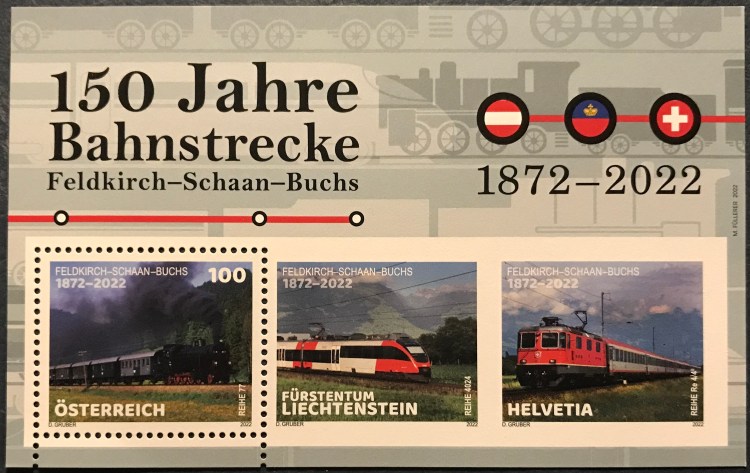 150 Jahre
Bahnstrecke
Feldkirch–Schaan–Buchs
1872–2022
M. FÜLLERER 2022
FELDKIRCH–SCHAAN–BUCHS
1872–2022
100
ÖSTERREICH
REIHE 77
D. GRUBER
2022
FELDKIRCH–SCHAAN–BUCHS
1872–2022
FÜRSTENTUM
LIECHTENSTEIN
REIHE 4024
D. GRUBER
2022
FELDKIRCH–SCHAAN–BUCHS
1872–2022
HELVETIA
REIHE Re 4/4ᴵᴵ
D. GRUBER
2022